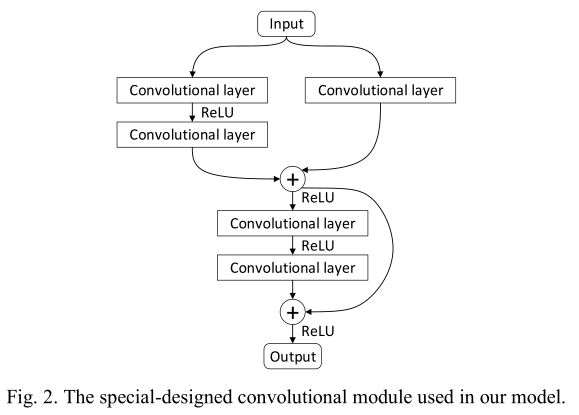 Input
Convolutional layer
Convolutional layer
ReLU
Convolutional layer
+
ReLU
Convolutional layer
ReLU
Convolutional layer
+
ReLU
Output
Fig. 2. The special-designed convolutional module used in our model.